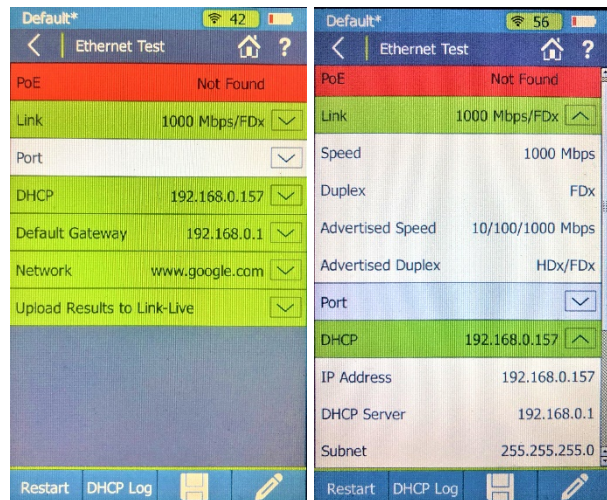 Default*
42
Ethernet Test
?
PoE Not Found
Link 1000 Mbps/FDx
Port
DHCP 192.168.0.157
Default Gateway 192.168.0.1
Network www.google.com
Upload Results to Link-Live
Restart DHCP Log
Default*
56
Ethernet Test
?
PoE Not Found
Link 1000 Mbps/FDx
Speed 1000 Mbps
Duplex FDx
Advertised Speed 10/100/1000 Mbps
Advertised Duplex HDx/FDx
Port
DHCP 192.168.0.157
IP Address 192.168.0.157
DHCP Server 192.168.0.1
Subnet 255.255.255.0
Restart DHCP Log